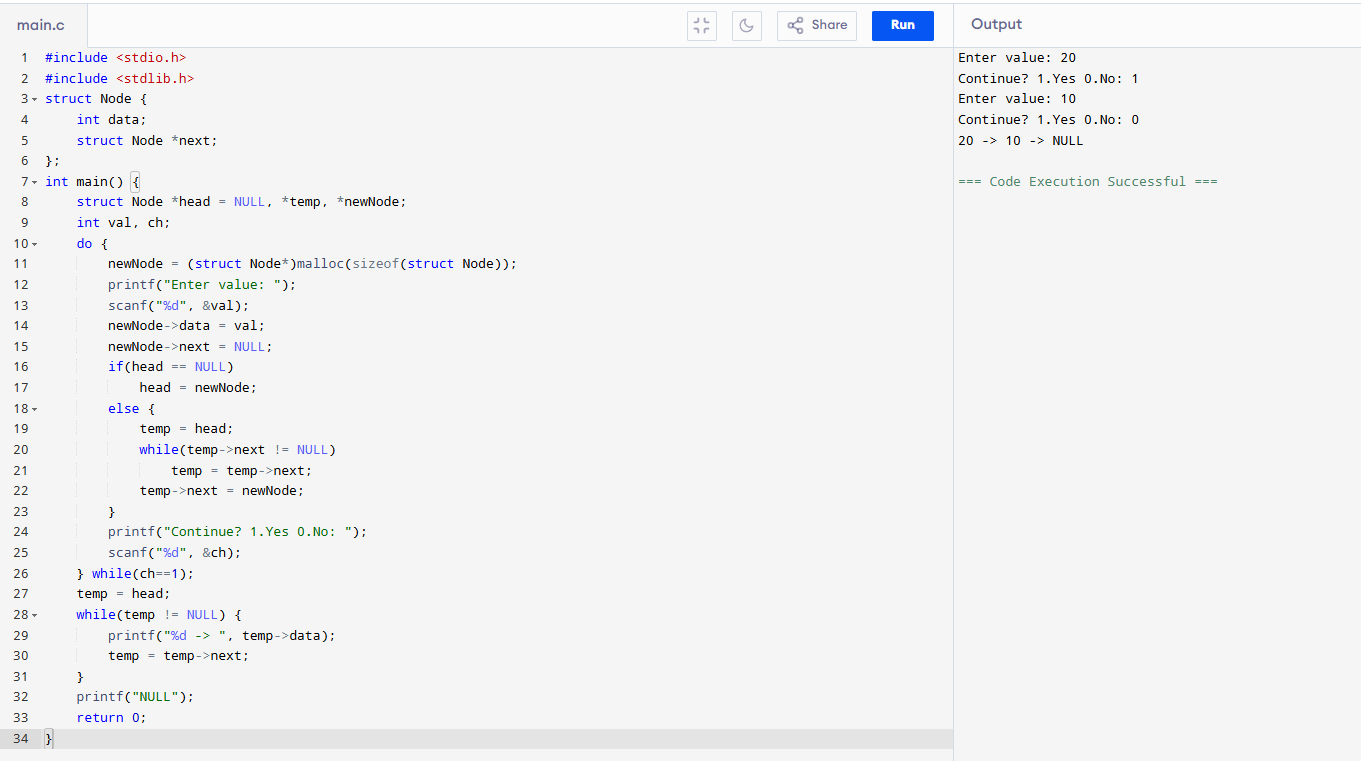 main.c
Share
Run
Output
1 #include <stdio.h>
2 #include <stdlib.h>
3 struct Node {
4     int data;
5     struct Node *next;
6 };
7 int main() {
8     struct Node *head = NULL, *temp, *newNode;
9     int val, ch;
10     do {
11         newNode = (struct Node*)malloc(sizeof(struct Node));
12         printf("Enter value: ");
13         scanf("%d", &val);
14         newNode->data = val;
15         newNode->next = NULL;
16         if(head == NULL)
17             head = newNode;
18         else {
19             temp = head;
20             while(temp->next != NULL)
21                 temp = temp->next;
22             temp->next = newNode;
23         }
24         printf("Continue? 1.Yes 0.No: ");
25         scanf("%d", &ch);
26     } while(ch==1);
27     temp = head;
28     while(temp != NULL) {
29         printf("%d -> ", temp->data);
30         temp = temp->next;
31     }
32     printf("NULL");
33     return 0;
34 }
Enter value: 20
Continue? 1.Yes 0.No: 1
Enter value: 10
Continue? 1.Yes 0.No: 0
20 -> 10 -> NULL
=== Code Execution Successful ===